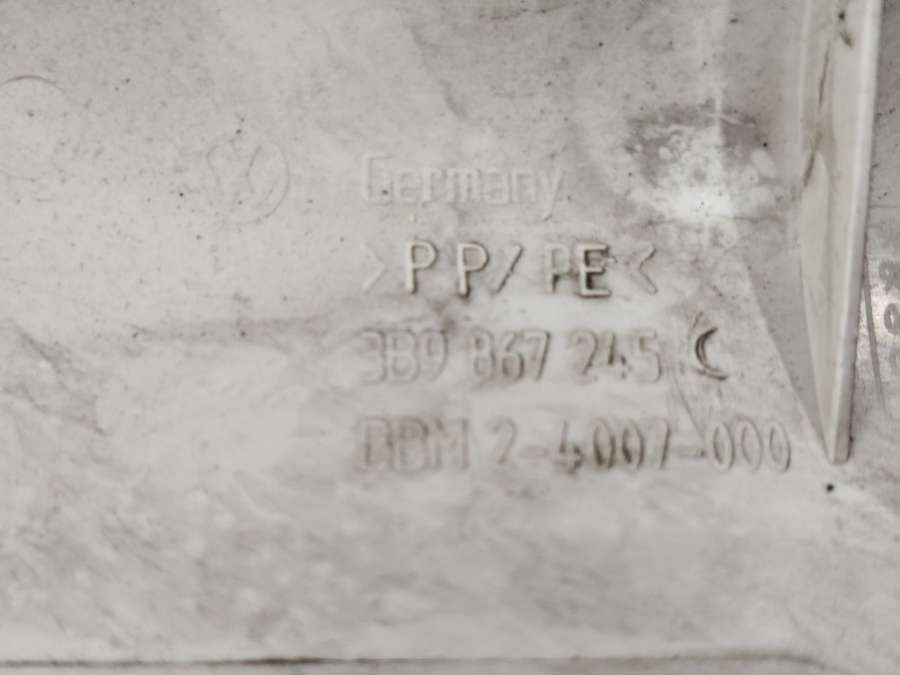 Germany
>PP/PE<
3B9 867 245 C
BBM 2-4007-000